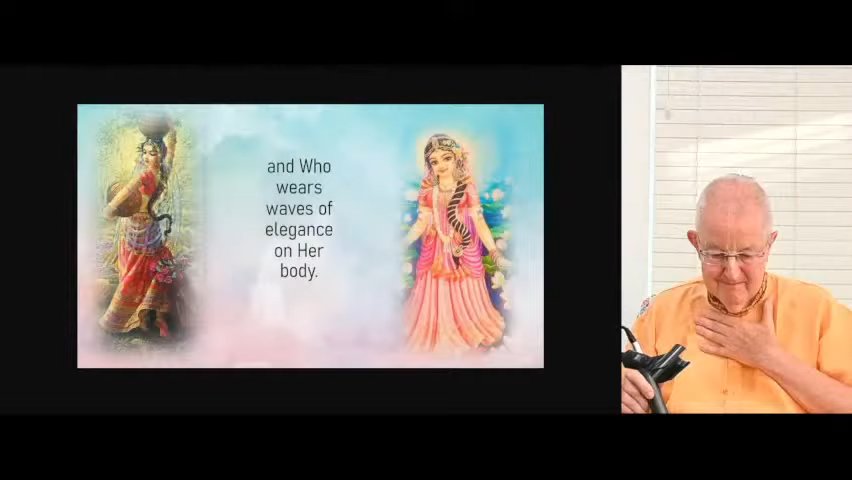 and Who
wears
waves of
elegance
on Her
body.